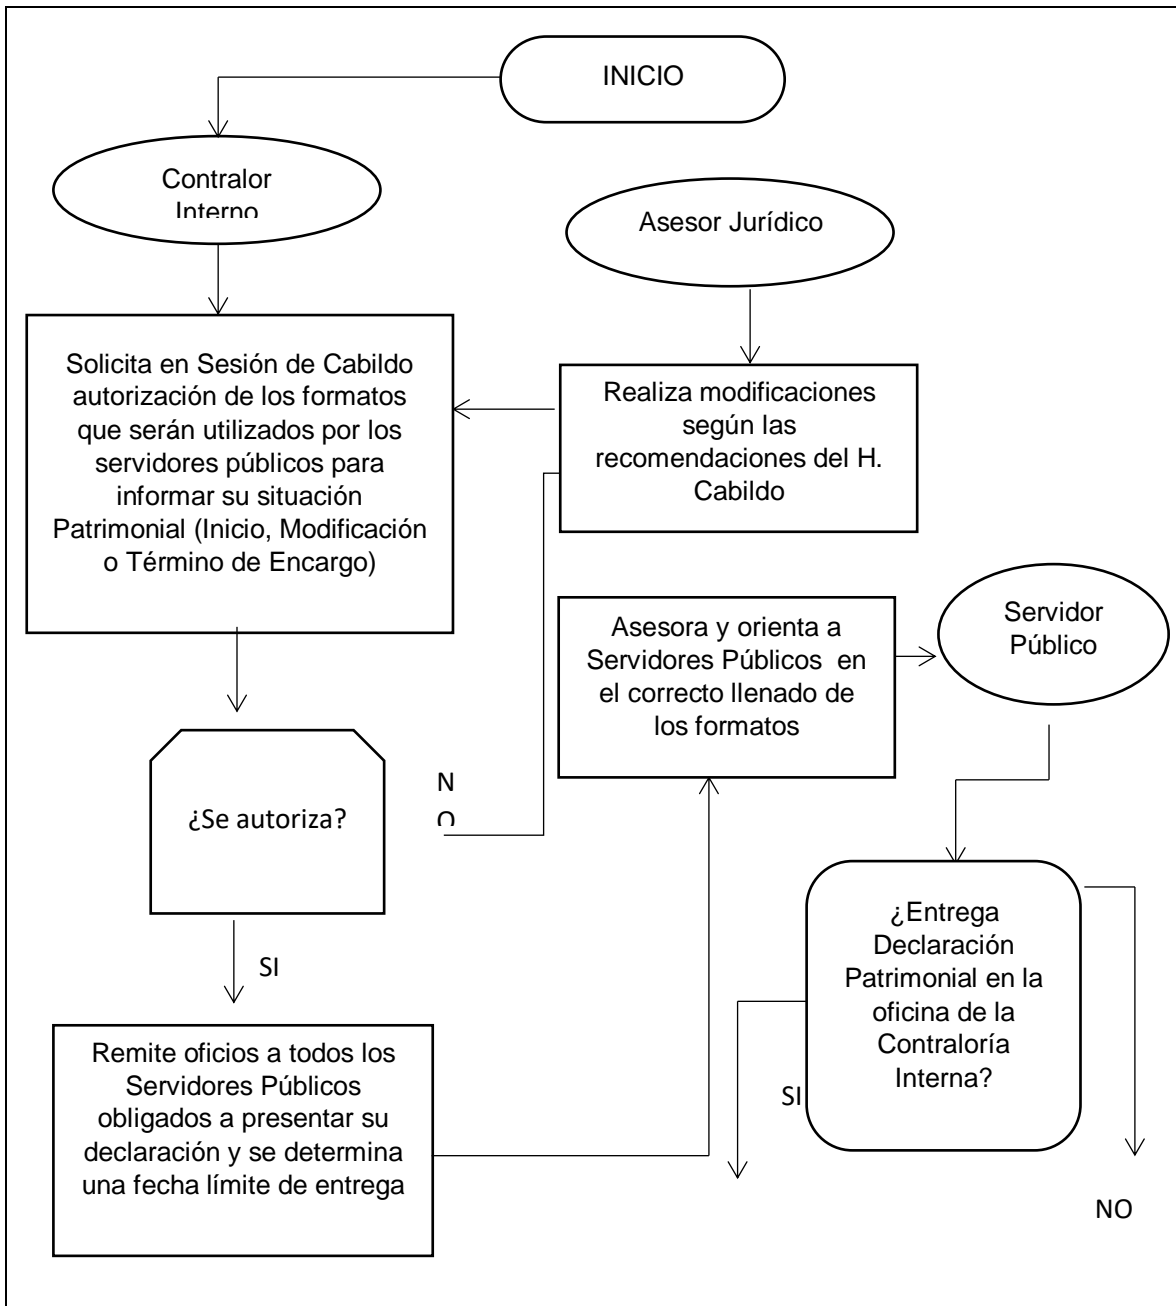 INICIO
Contralor
Interno
Asesor Jurídico
Solicita en Sesión de Cabildo
autorización de los formatos
que serán utilizados por los
servidores públicos para
informar su situación
Patrimonial (Inicio, Modificación
o Término de Encargo)
Realiza modificaciones
según las
recomendaciones del H.
Cabildo
Asesora y orienta a
Servidores Públicos en
el correcto llenado de
los formatos
Servidor
Público
¿Se autoriza?
N
O
SI
¿Entrega
Declaración
Patrimonial en la
oficina de la
Contraloría
Interna?
SI
NO
Remite oficios a todos los
Servidores Públicos
obligados a presentar su
declaración y se determina
una fecha límite de entrega